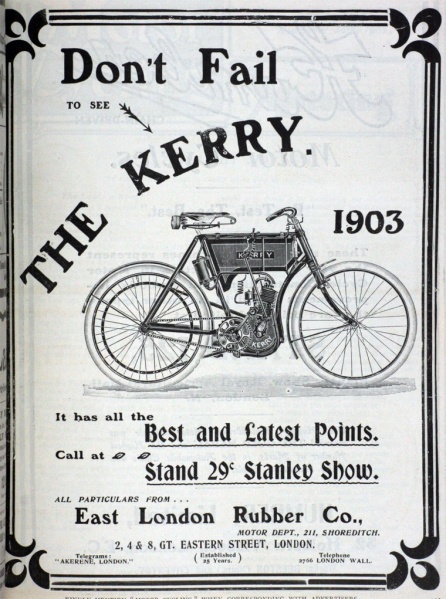 Don't Fail
TO SEE
THE KERRY.
1903
KERRY
KERRY
It has all the
Best and Latest Points.
Call at
Stand 29c Stanley Show.
ALL PARTICULARS FROM . . .
East London Rubber Co.,
MOTOR DEPT., 211, SHOREDITCH.
2, 4 & 8, GT. EASTERN STREET, LONDON.
Telegrams: (Established Telephone
"AKERENE, LONDON." 25 Years.) 2766 LONDON WALL.